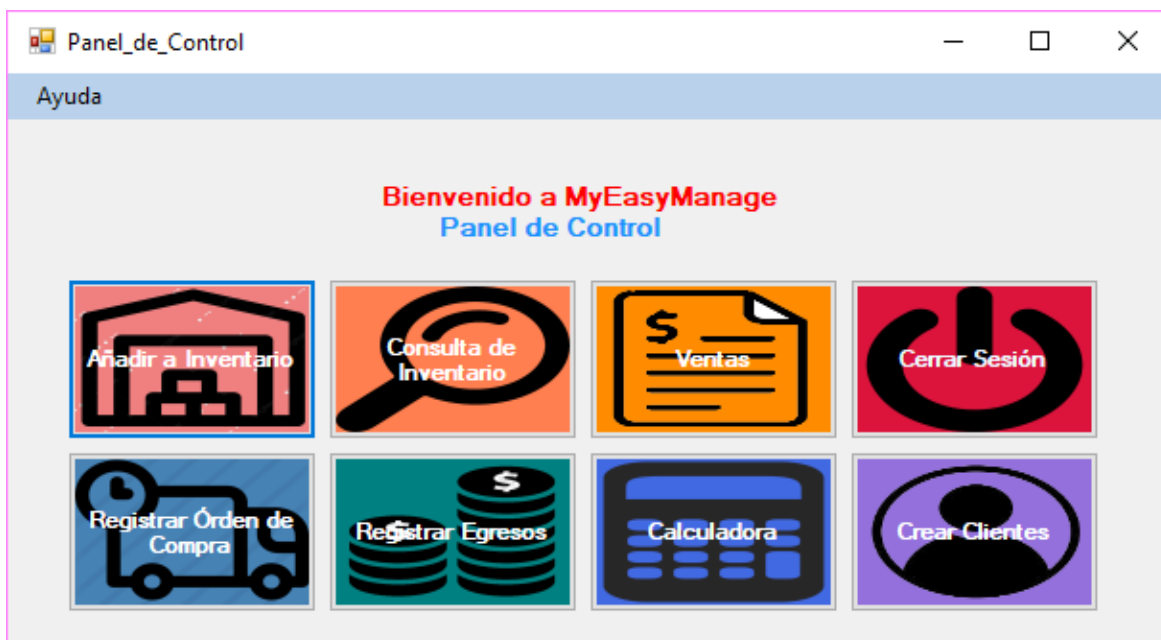 Panel_de_Control
Ayuda
Bienvenido a MyEasyManage
Panel de Control
Añadir a Inventario
Consulta de
Inventario
$
Ventas
Cerrar Sesión
Registrar Órden de
Compra
$
$
Registrar Egresos
Calculadora
Crear Clientes